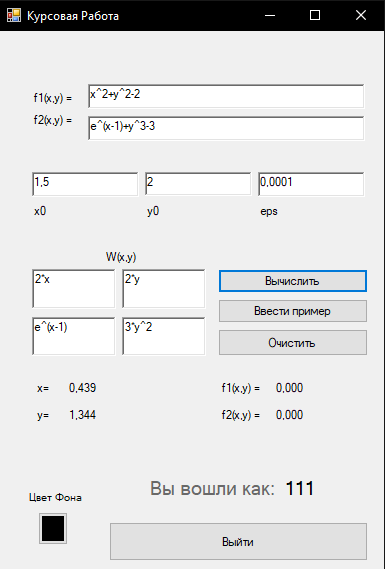 Курсовая Работа
f1(x,y) = x^2+y^2-2
f2(x,y) = e^(x-1)+y^3-3
1,5 2 0,0001
x0 y0 eps
W(x,y)
2*x 2*y Вычислить
Ввести пример
e^(x-1) 3*y^2 Очистить
x= 0,439 f1(x,y) = 0,000
y= 1,344 f2(x,y) = 0,000
Вы вошли как: 111
Цвет Фона
Выйти